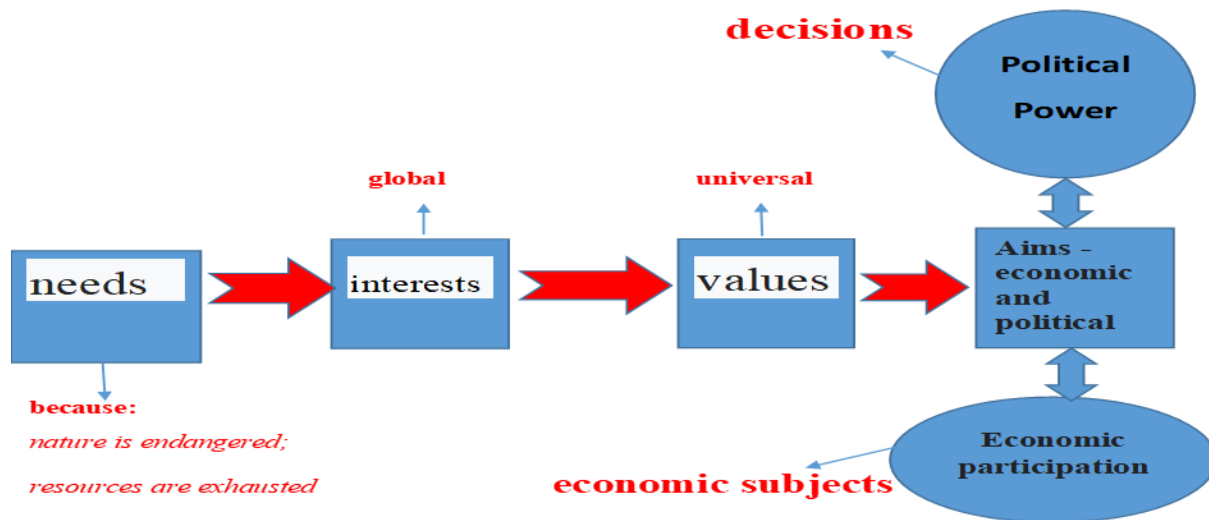 decisions
Political
Power
global
universal
needs
interests
values
Aims -
economic
and
political
because:
nature is endangered;
resources are exhausted
Economic
participation
economic subjects